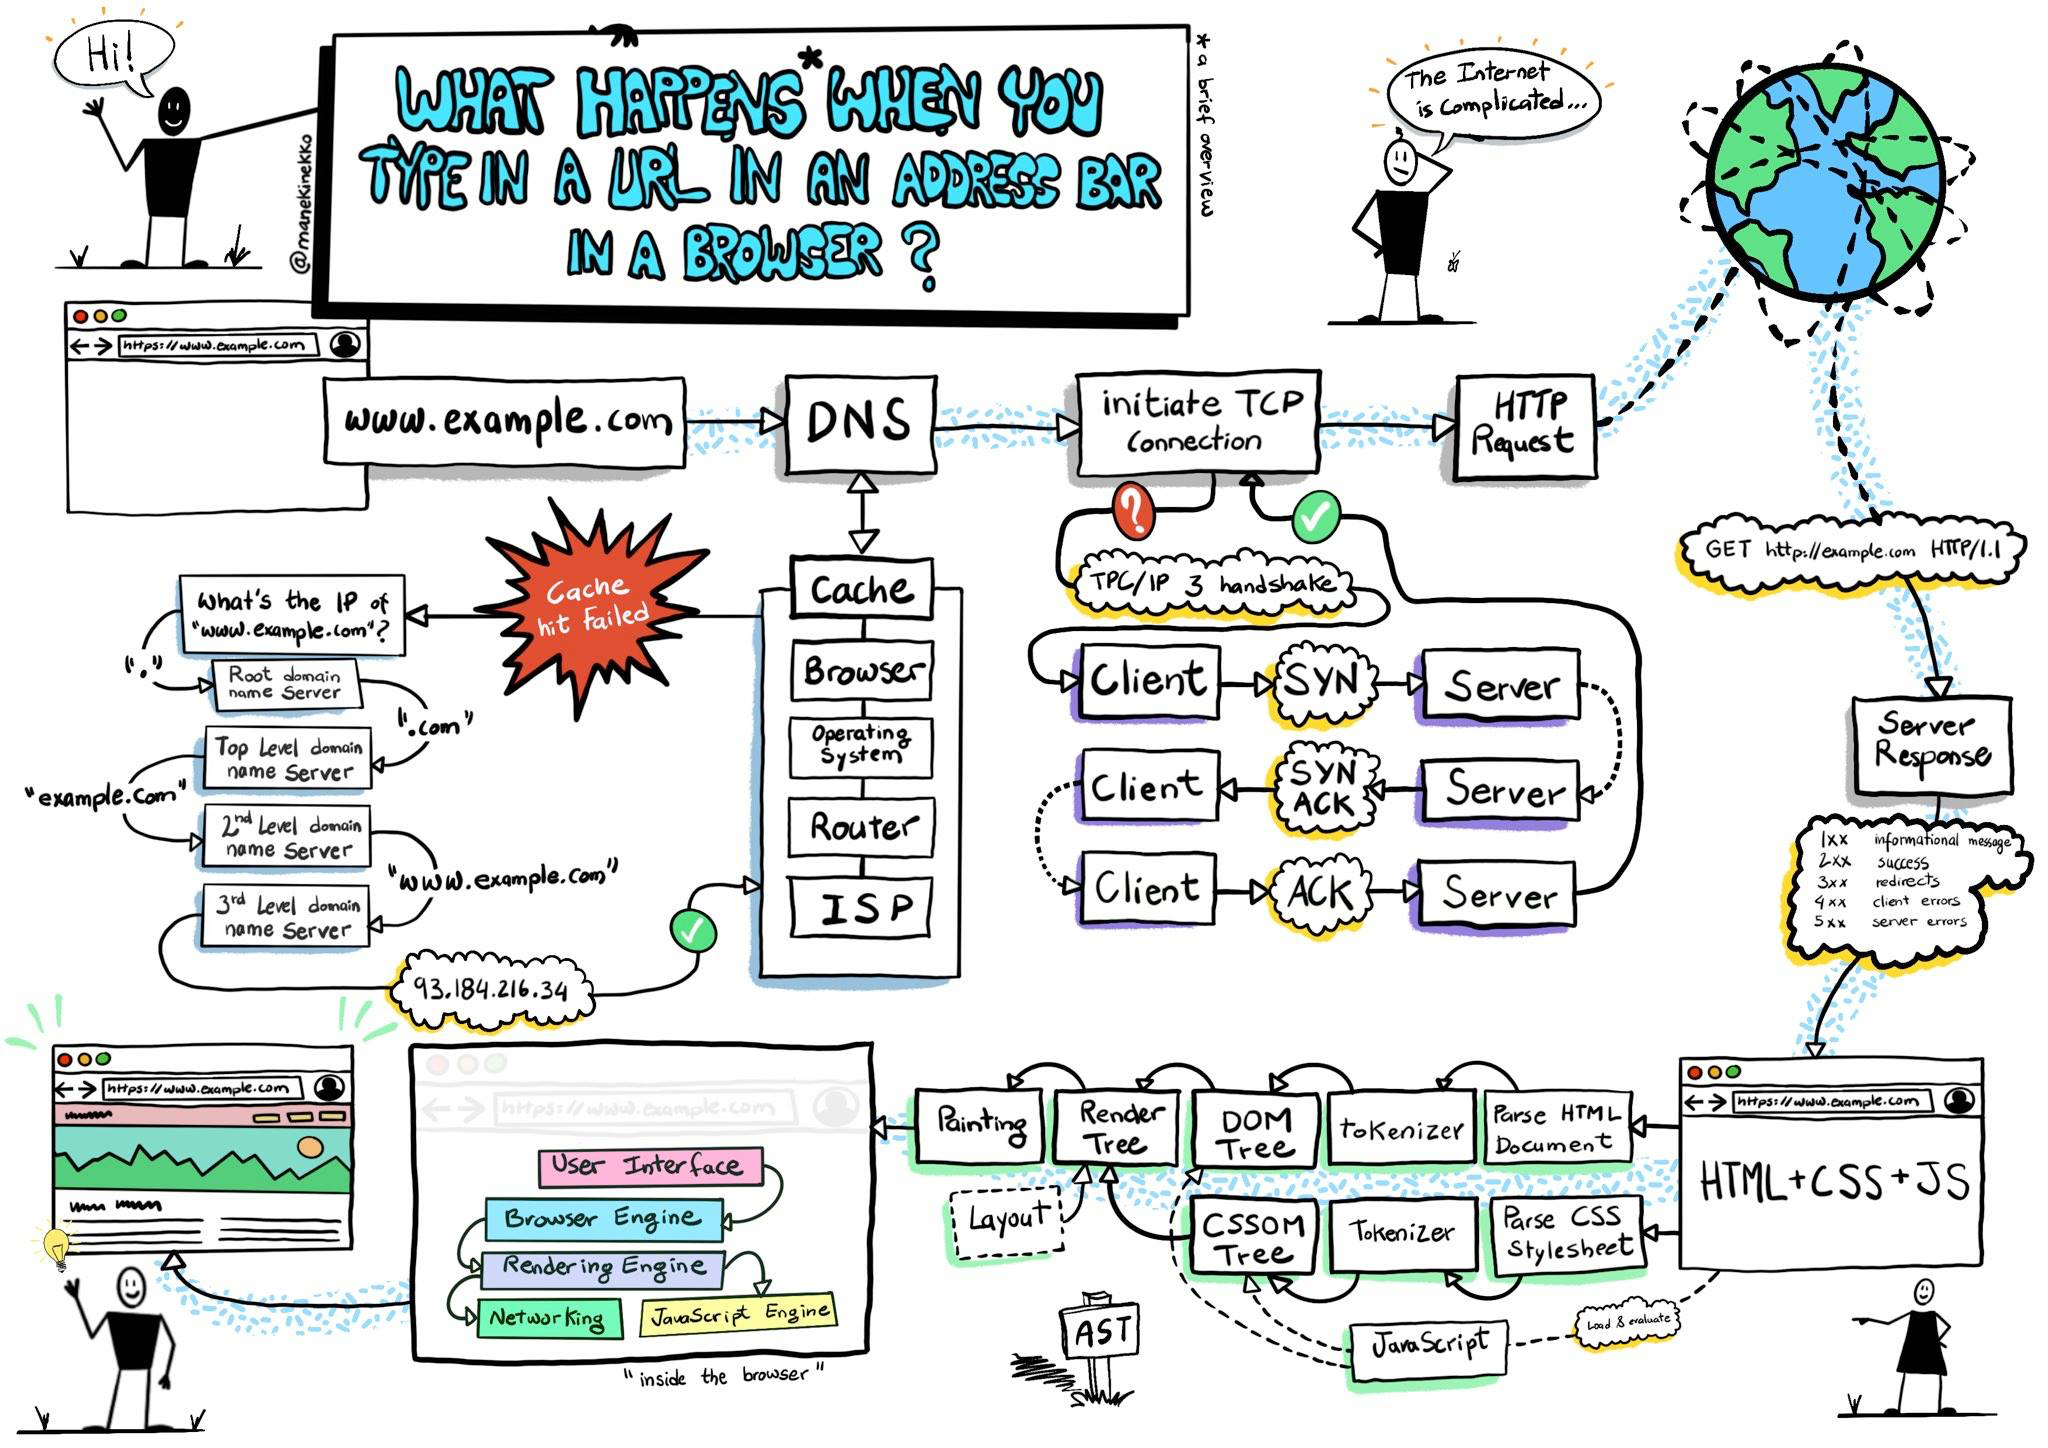 Hi!
WHAT HAPPENS* WHEN YOU
TYPE IN A URL IN AN ADDRESS BAR
IN A BROWSER ?
@manekinekko
* a brief overview
The Internet
is complicated...
https://www.example.com
www.example.com
DNS
initiate TCP
connection
HTTP
Request
GET http://example.com HTTP/1.1
Server
Response
1xx informational message
2xx success
3xx redirects
4xx client errors
5xx server errors
Cache
hit Failed
Cache
Browser
Operating
System
Router
ISP
What's the IP of
"www.example.com"?
"."
Root domain
name server
".com"
Top Level domain
name server
"example.com"
2nd Level domain
name server
"www.example.com"
3rd Level domain
name server
93.184.216.34
?
TPC/IP 3 handshake
Client
SYN
Server
Client
SYN
ACK
Server
Client
ACK
Server
https://www.example.com
HTML+CSS+JS
Parse HTML
Document
tokenizer
DOM
Tree
Render
Tree
Painting
Layout
Parse CSS
Stylesheet
Tokenizer
CSSOM
Tree
Load & evaluate
JavaScript
AST
https://www.example.com
User Interface
Browser Engine
Rendering Engine
Networking
JavaScript Engine
"inside the browser"
https://www.example.com